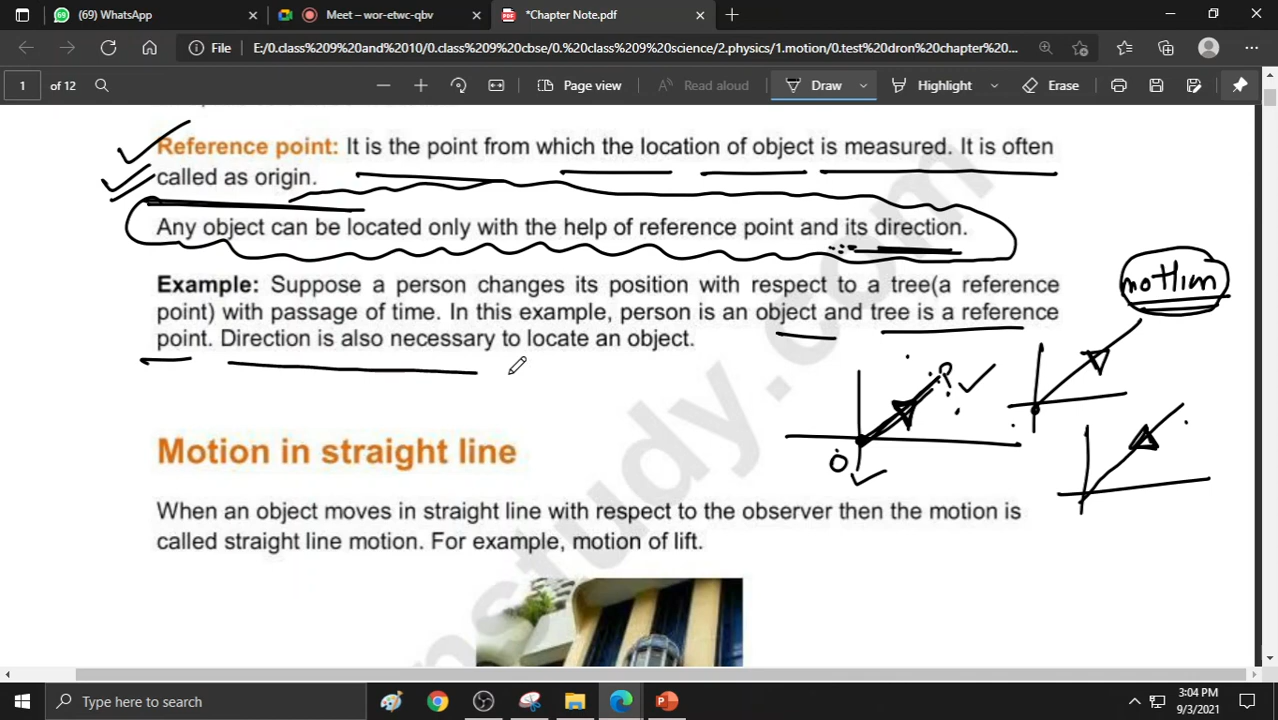 (69) WhatsApp
Meet – wor-etwc-qbv
*Chapter Note.pdf
File
E:/0.class%209%20and%2010/0.class%209%20cbse/0.%20class%209%20science/2.physics/1.motion/0.test%20dron%20chapter%20...
1 of 12
Page view
Read aloud
Draw
Highlight
Erase
Reference point: It is the point from which the location of object is measured. It is often
called as origin.
Any object can be located only with the help of reference point and its direction.
Example: Suppose a person changes its position with respect to a tree(a reference
point) with passage of time. In this example, person is an object and tree is a reference
point. Direction is also necessary to locate an object.
motion
O
Motion in straight line
When an object moves in straight line with respect to the observer then the motion is
called straight line motion. For example, motion of lift.
nstudy.com
Type here to search
3:04 PM
9/3/2021